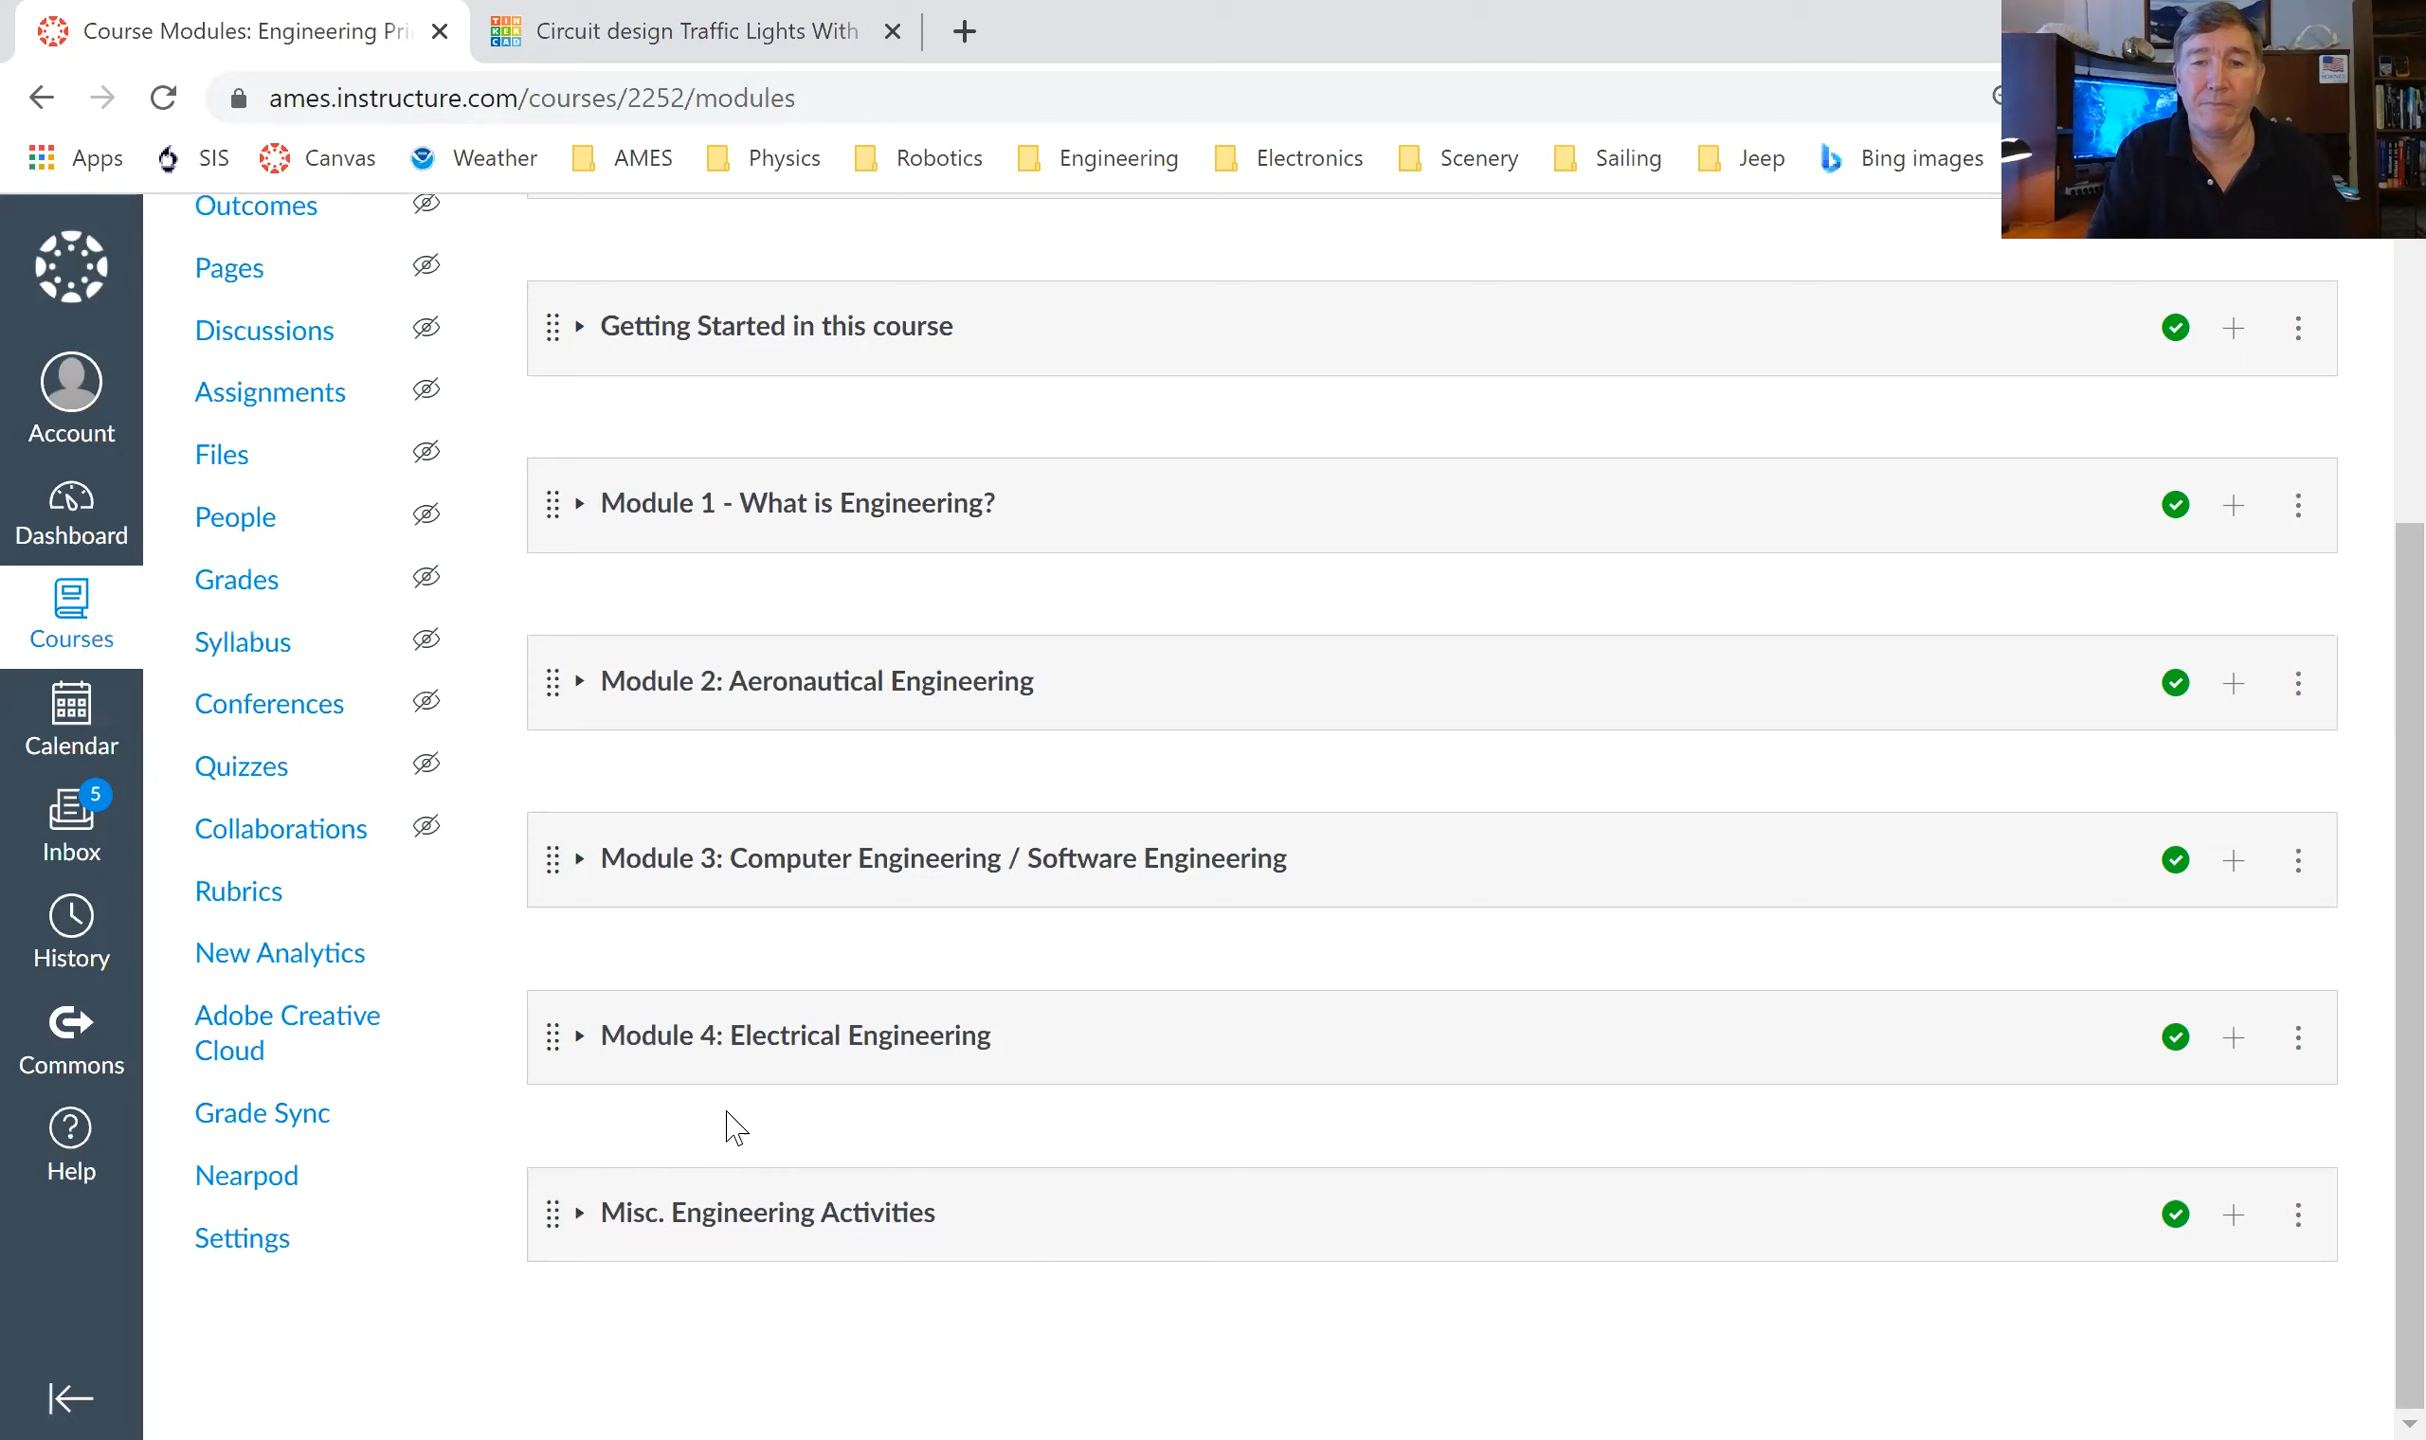 Course Modules: Engineering Pri
Circuit design Traffic Lights With
ames.instructure.com/courses/2252/modules
Apps
SIS
Canvas
Weather
AMES
Physics
Robotics
Engineering
Electronics
Scenery
Sailing
Jeep
Bing images
Account
Dashboard
Courses
Calendar
5
Inbox
History
Commons
Help
Outcomes
Pages
Discussions
Assignments
Files
People
Grades
Syllabus
Conferences
Quizzes
Collaborations
Rubrics
New Analytics
Adobe Creative
Cloud
Grade Sync
Nearpod
Settings
Getting Started in this course
Module 1 - What is Engineering?
Module 2: Aeronautical Engineering
Module 3: Computer Engineering / Software Engineering
Module 4: Electrical Engineering
Misc. Engineering Activities